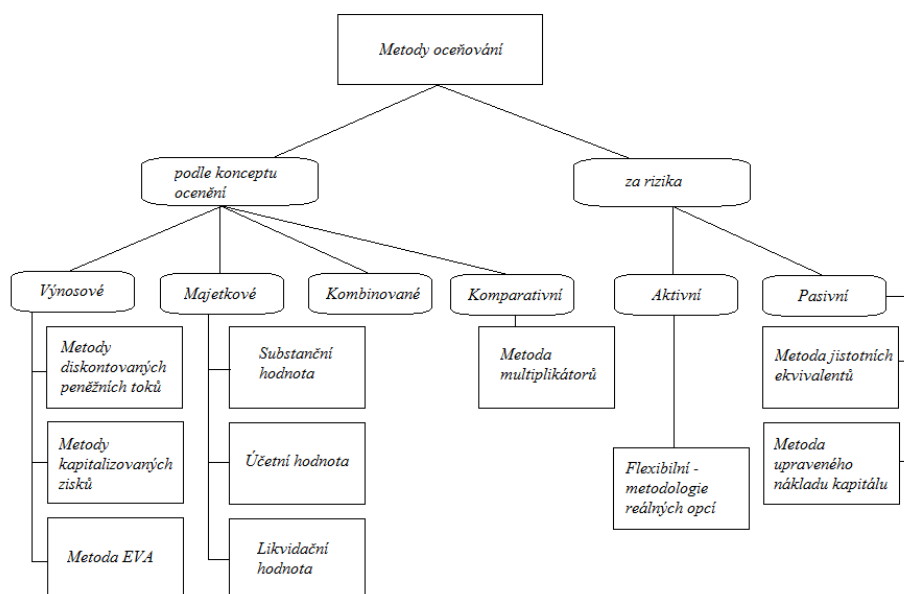 Metody oceňování
podle konceptu
ocenění
za rizika
Výnosové
Majetkové
Kombinované
Komparativní
Aktivní
Pasivní
Metody
diskontovaných
peněžních toků
Substanční
hodnota
Metoda
multiplikátorů
Metoda jistotních
ekvivalentů
Metody
kapitalizovaných
zisků
Účetní hodnota
Flexibilní -
metodologie
reálných opcí
Metoda
upraveného
nákladu kapitálu
Metoda EVA
Likvidační
hodnota